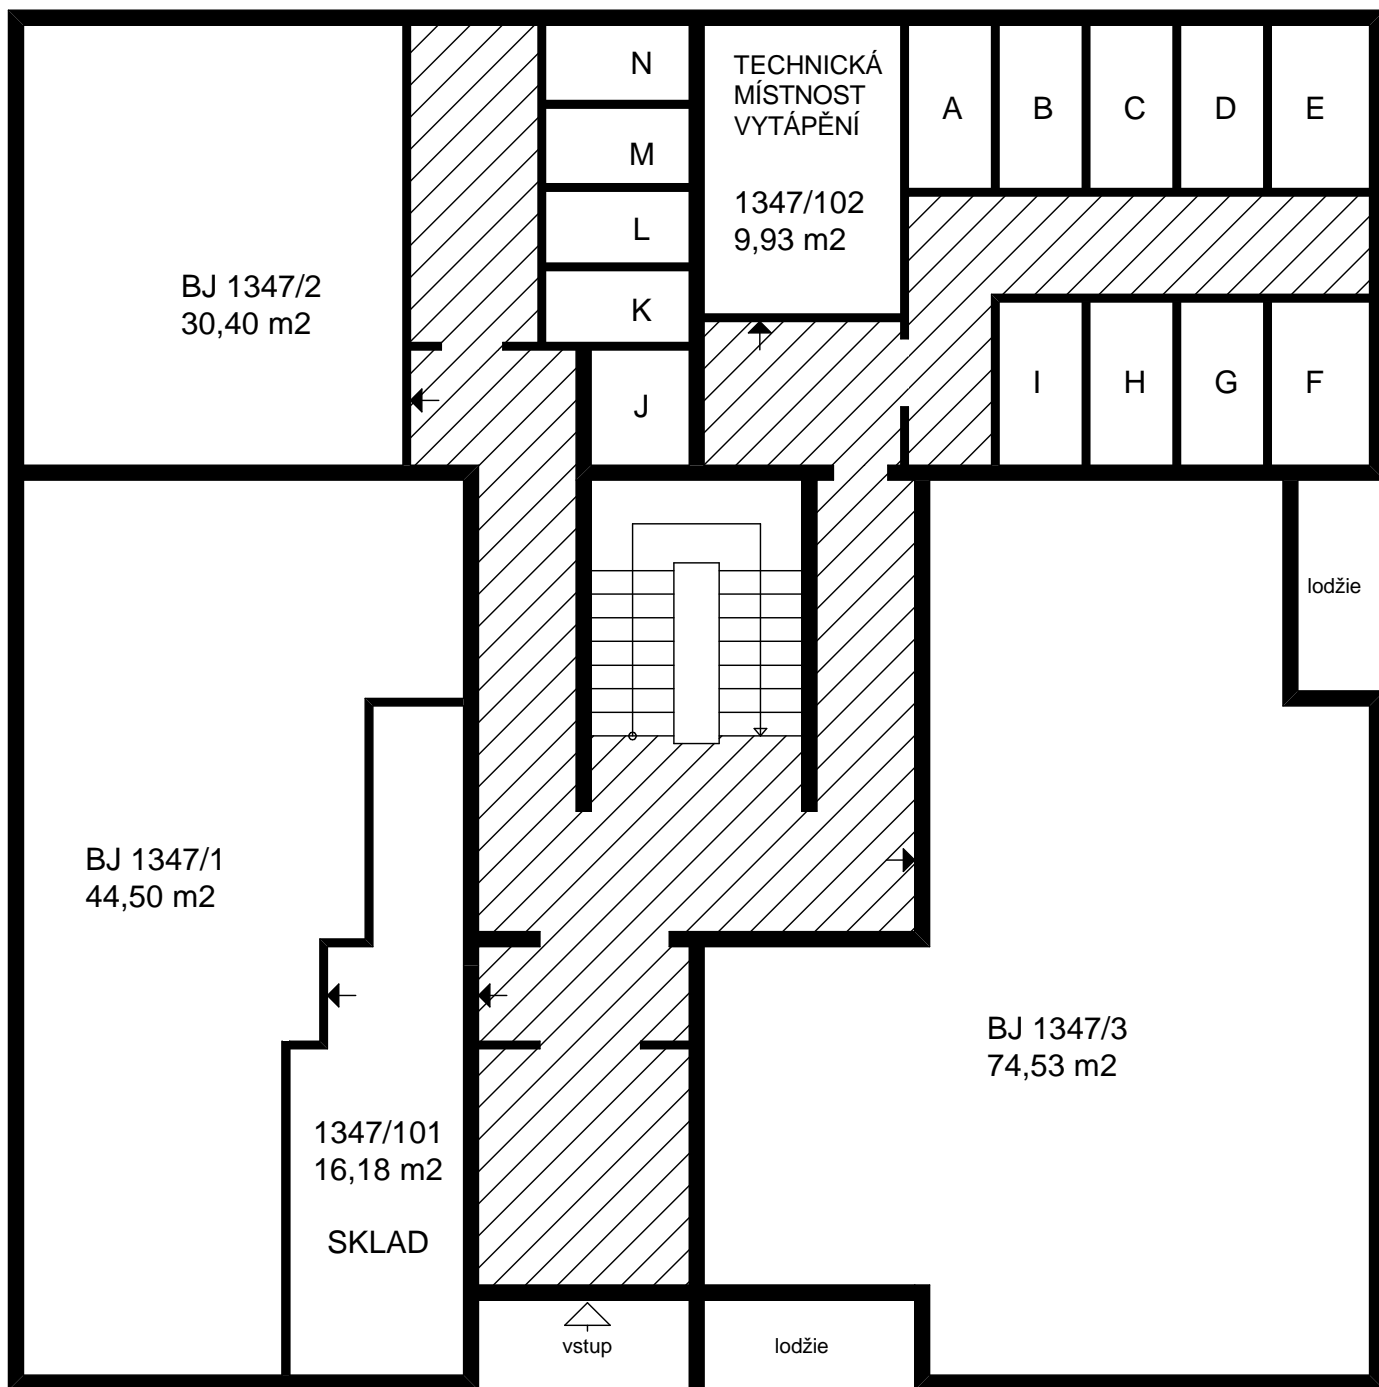 N
M
L
K
J
TECHNICKÁ
MÍSTNOST
VYTÁPĚNÍ
1347/102
9,93 m2
A
B
C
D
E
I
H
G
F
BJ 1347/2
30,40 m2
lodžie
BJ 1347/1
44,50 m2
BJ 1347/3
74,53 m2
1347/101
16,18 m2
SKLAD
vstup
lodžie